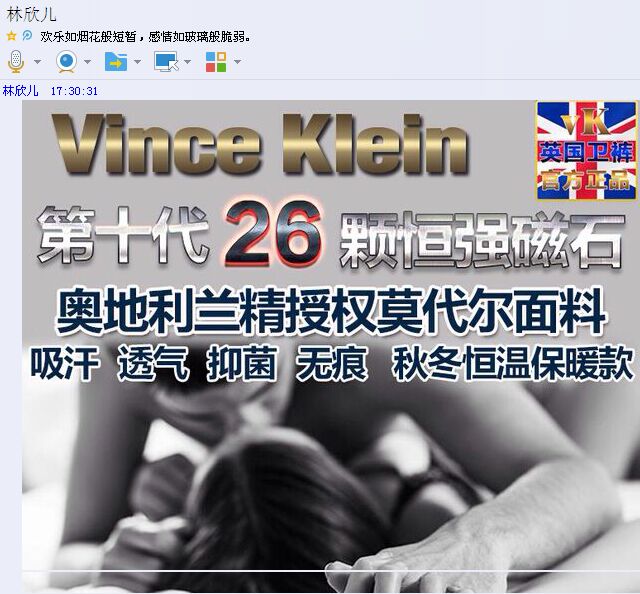 林欣儿
欢乐如烟花般短暂，感情如玻璃般脆弱。
林欣儿 17:30:31
Vince Klein
VK
英国卫裤
官方正品
第十代 26 颗恒强磁石
奥地利兰精授权莫代尔面料
吸汗 透气 抑菌 无痕 秋冬恒温保暖款